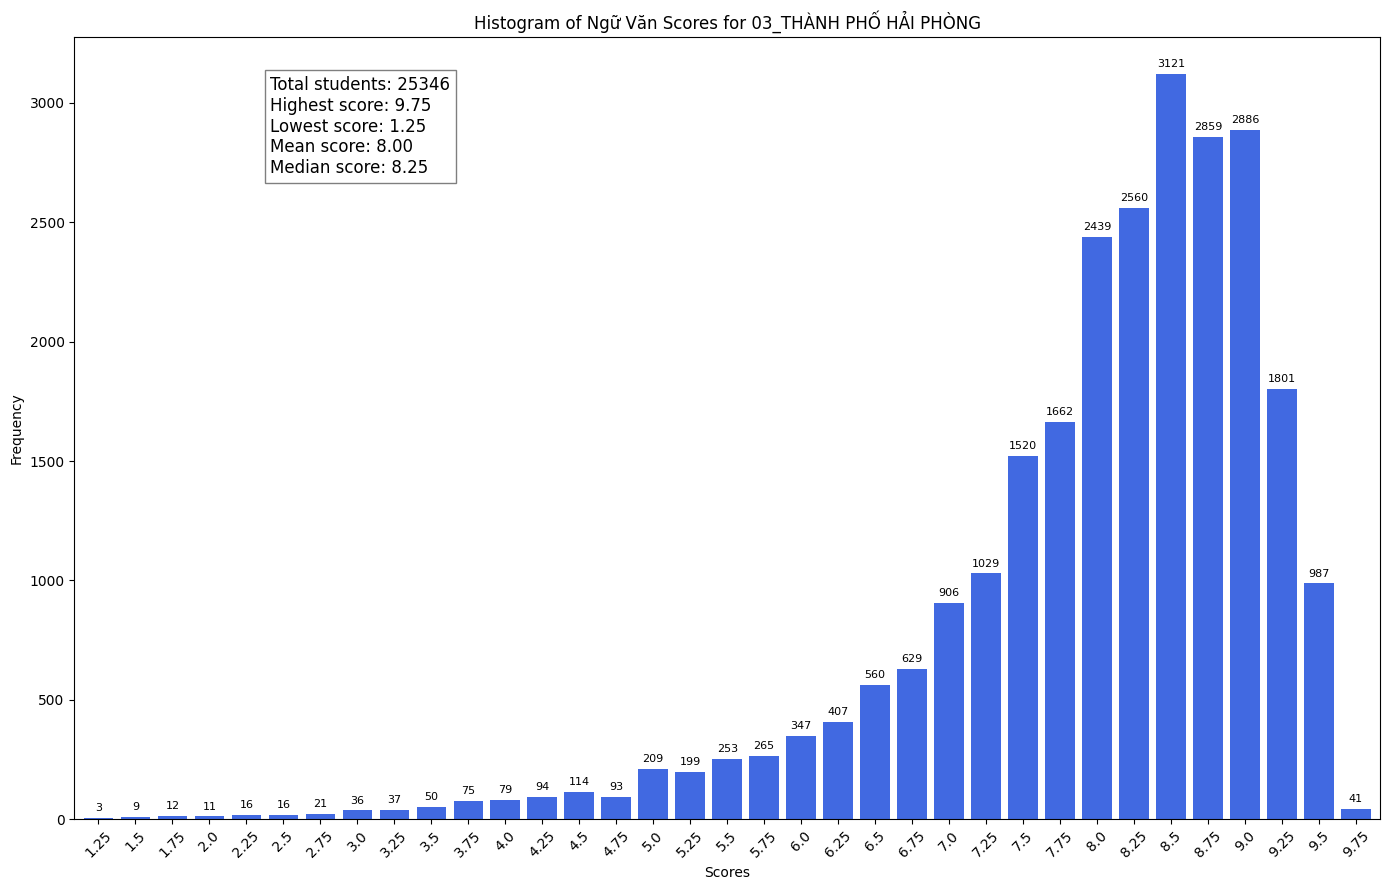 Histogram of Ngữ Văn Scores for 03_THÀNH PHỐ HẢI PHÒNG
Total students: 25346
Highest score: 9.75
Lowest score: 1.25
Mean score: 8.00
Median score: 8.25
Frequency
3000
2500
2000
1500
1000
500
0
3 9 12 11 16 16 21 36 37 50 75 79 94 114 93 209 199 253 265 347 407 560 629 906 1029 1520 1662 2439 2560 3121 2859 2886 1801 987 41
1.25 1.5 1.75 2.0 2.25 2.5 2.75 3.0 3.25 3.5 3.75 4.0 4.25 4.5 4.75 5.0 5.25 5.5 5.75 6.0 6.25 6.5 6.75 7.0 7.25 7.5 7.75 8.0 8.25 8.5 8.75 9.0 9.25 9.5 9.75
Scores